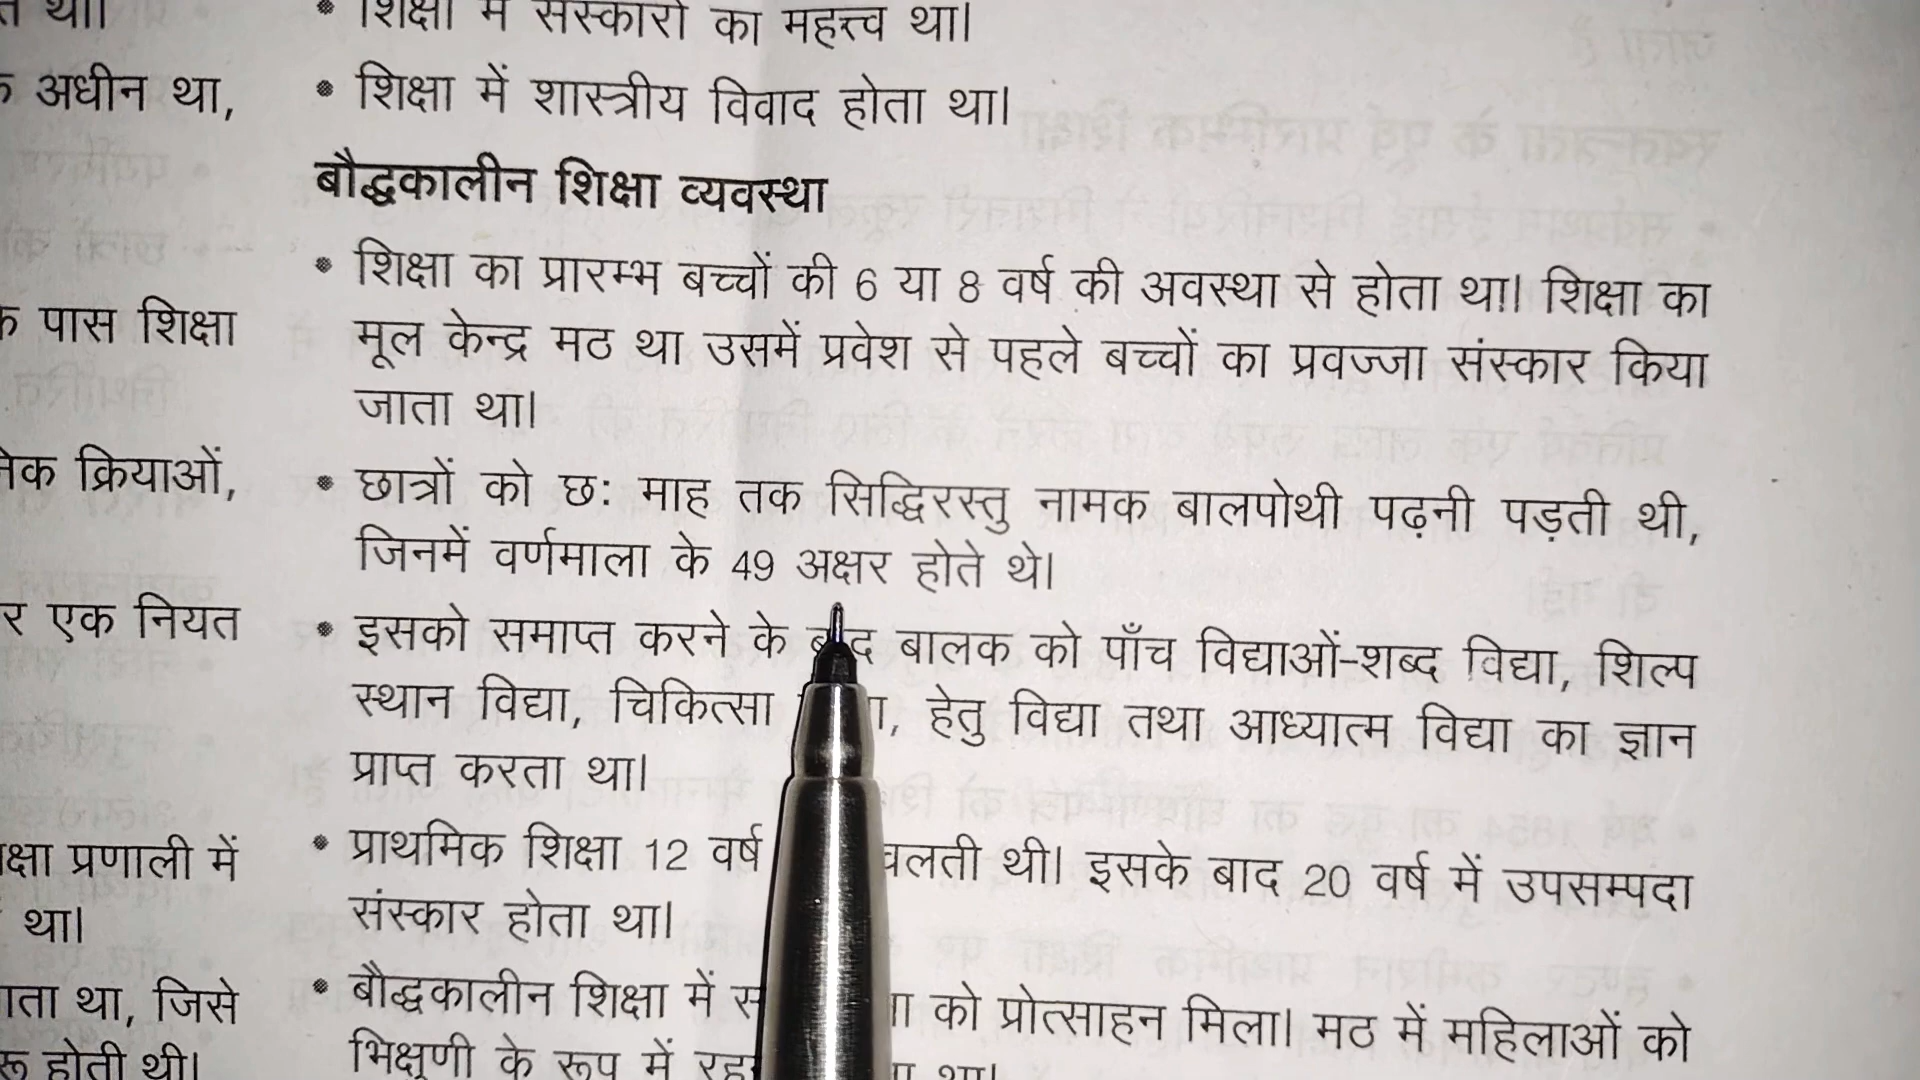 त था।
क अधीन था,
क पास शिक्षा
क क्रियाओं,
र एक नियत
क्षा प्रणाली में
था।
ाता था, जिसे
होती थी।
• शिक्षा में संस्कारों का महत्त्व था।
• शिक्षा में शास्त्रीय विवाद होता था।
बौद्धकालीन शिक्षा व्यवस्था
• शिक्षा का प्रारम्भ बच्चों की 6 या 8 वर्ष की अवस्था से होता था। शिक्षा का
मूल केन्द्र मठ था उसमें प्रवेश से पहले बच्चों का प्रवज्जा संस्कार किया
जाता था।
• छात्रों को छ: माह तक सिद्धिरस्तु नामक बालपोथी पढ़नी पड़ती थी,
जिनमें वर्णमाला के 49 अक्षर होते थे।
• इसको समाप्त करने के बाद बालक को पाँच विद्याओं-शब्द विद्या, शिल्प
स्थान विद्या, चिकित्सा हेतु विद्या तथा आध्यात्म विद्या का ज्ञान
प्राप्त करता था।
• प्राथमिक शिक्षा 12 वर्ष चलती थी। इसके बाद 20 वर्ष में उपसम्पदा
संस्कार होता था।
• बौद्धकालीन शिक्षा में को प्रोत्साहन मिला। मठ में महिलाओं को
भिक्षुणी के रूप में था।